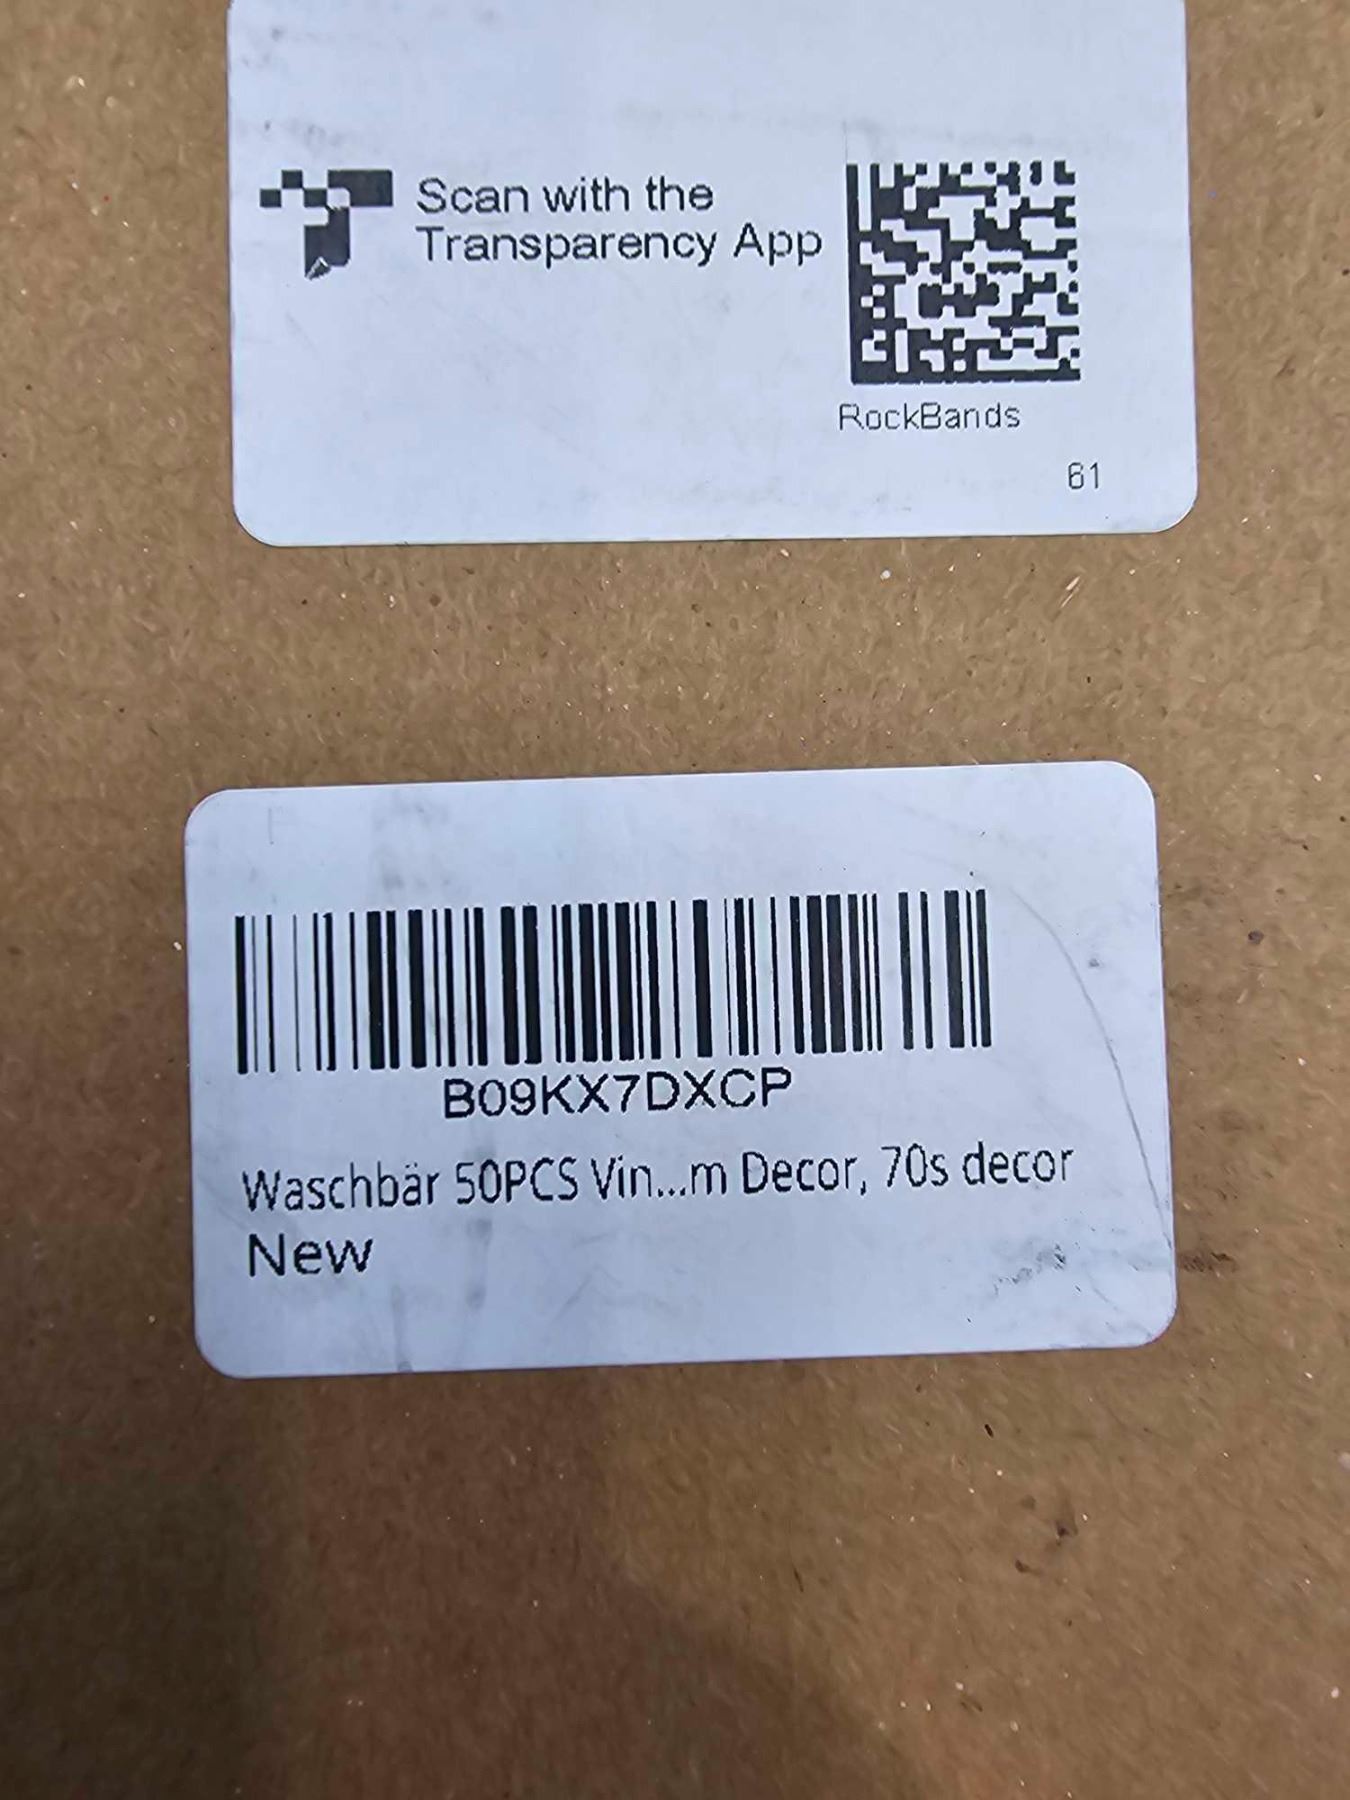 Scan with the
Transparency App
RockBands
61
B09KX7DXCP
Waschbär 50PCS Vin...m Decor, 70s decor
New